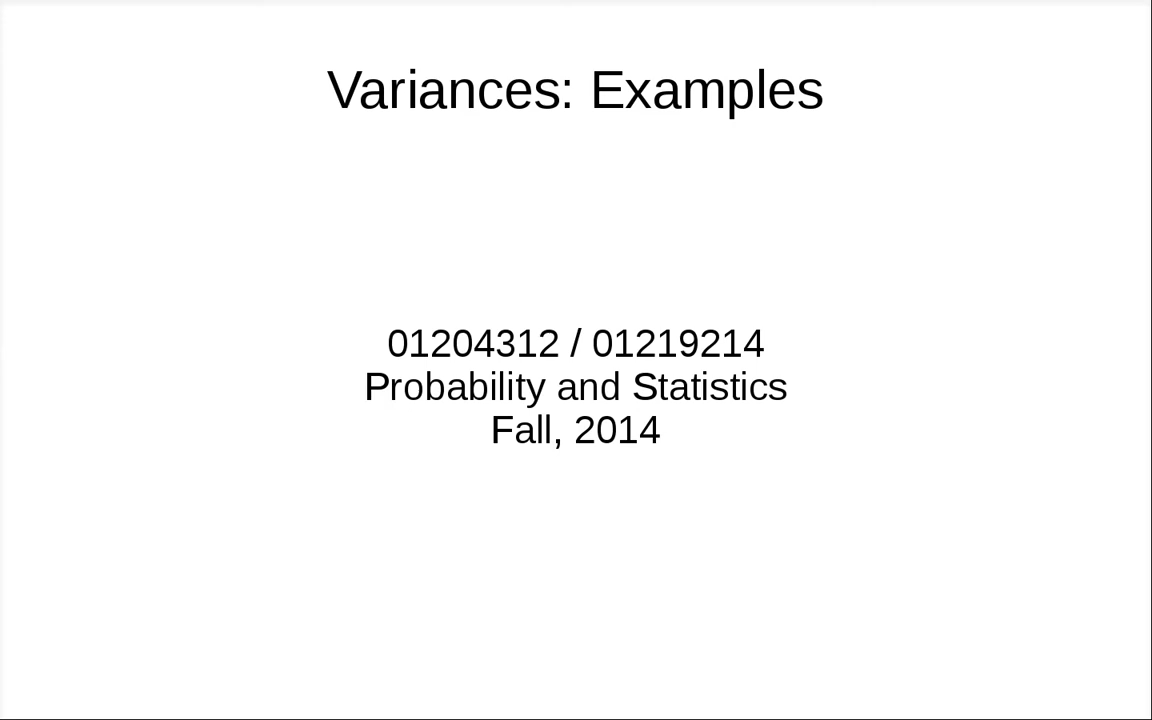 Variances: Examples
01204312 / 01219214
Probability and Statistics
Fall, 2014